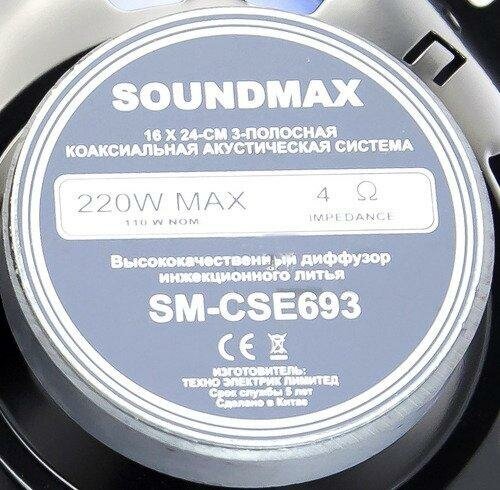 SOUNDMAX
16 X 24-СМ 3-ПОЛОСНАЯ
КОАКСИАЛЬНАЯ АКУСТИЧЕСКАЯ СИСТЕМА
220W MAX 4 Ω
110 W NOM IMPEDANCE
Высококачественный диффузор
инжекционного литья
SM-CSE693
CE
ИЗГОТОВИТЕЛЬ:
ТЕХНО ЭЛЕКТРИК ЛИМИТЕД
Срок службы 5 лет
Сделано в Китае